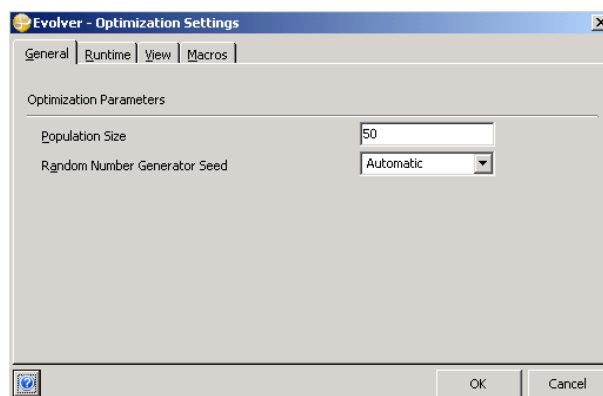 Evolver - Optimization Settings
General Runtime View Macros
Optimization Parameters
Population Size 50
Random Number Generator Seed Automatic
OK Cancel